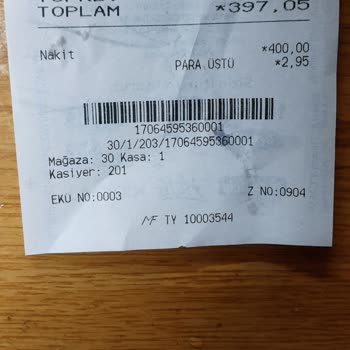 TOPLAM *397,05
Nakit *400,00
PARA ÜSTÜ *2,95
17064595360001
30/1/203/17064595360001
Mağaza: 30 Kasa: 1
Kasiyer: 201
EKÜ NO:0003 Z NO:0904
MF TY 10003544